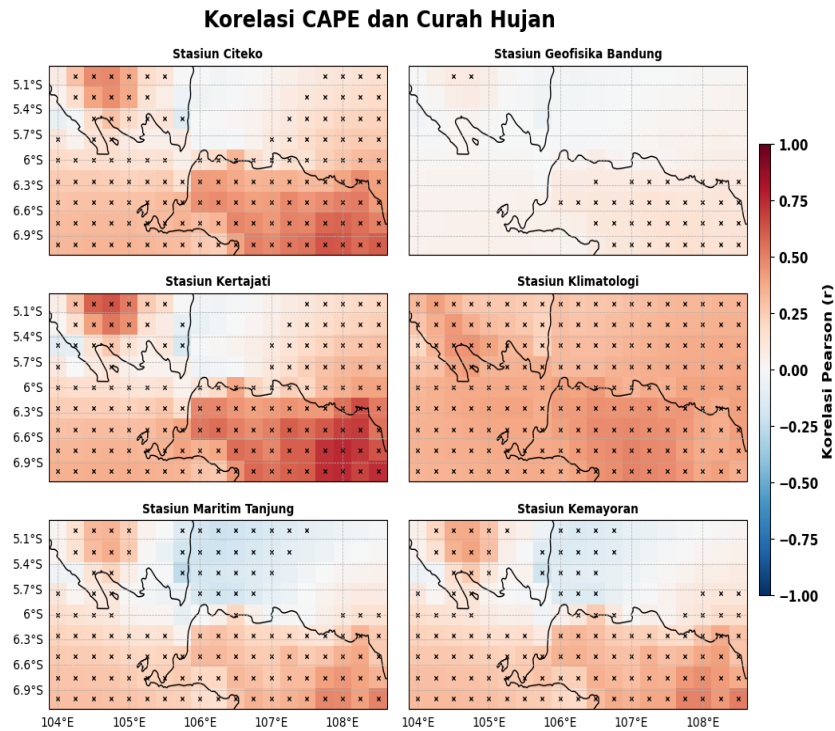 Korelasi CAPE dan Curah Hujan
Stasiun Citeko
Stasiun Geofisika Bandung
5.1°S
5.4°S
5.7°S
6°S
6.3°S
6.6°S
6.9°S
Stasiun Kertajati
Stasiun Klimatologi
5.1°S
5.4°S
5.7°S
6°S
6.3°S
6.6°S
6.9°S
Stasiun Maritim Tanjung
Stasiun Kemayoran
5.1°S
5.4°S
5.7°S
6°S
6.3°S
6.6°S
6.9°S
104°E 105°E 106°E 107°E 108°E
104°E 105°E 106°E 107°E 108°E
1.00
0.75
0.50
0.25
0.00
−0.25
−0.50
−0.75
−1.00
Korelasi Pearson (r)